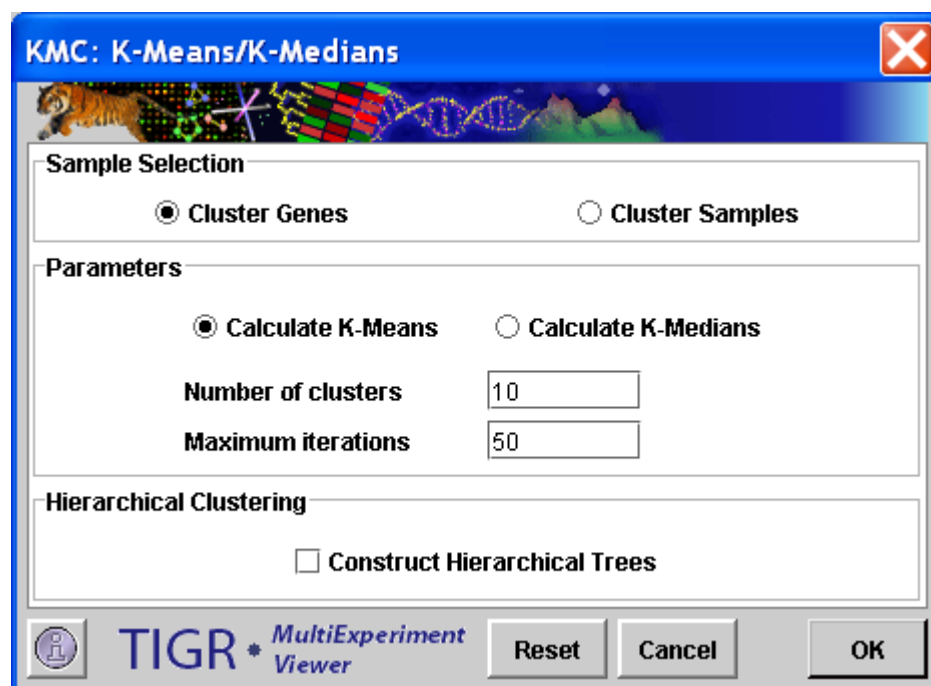 KMC: K-Means/K-Medians
Sample Selection
Cluster Genes Cluster Samples
Parameters
Calculate K-Means Calculate K-Medians
Number of clusters 10
Maximum iterations 50
Hierarchical Clustering
Construct Hierarchical Trees
TIGR MultiExperiment
Viewer
Reset Cancel OK